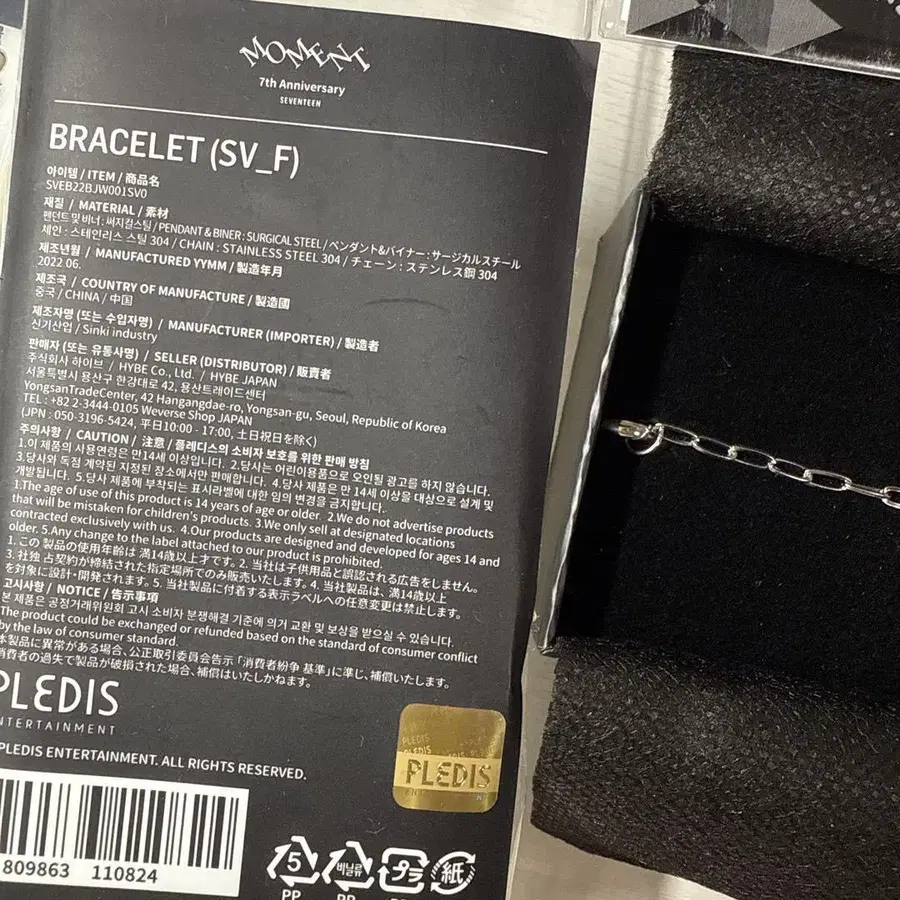 MOMENT
7th Anniversary
SEVENTEEN
BRACELET (SV_F)
아이템 / ITEM / 商品名
SVEB22BJW001SV0
재질 / MATERIAL / 素材
펜던트 및 비너 : 써지컬스틸 / PENDANT & BINER : SURGICAL STEEL / ペンダント&バイナー : サージカルスチール
체인 : 스테인리스 스틸 304 / CHAIN : STAINLESS STEEL 304 / チェーン : ステンレス鋼 304
제조년월 / MANUFACTURED YYMM / 製造年月
2022 06.
제조국 / COUNTRY OF MANUFACTURE / 製造國
중국 / CHINA / 中国
제조자명 (또는 수입자명) / MANUFACTURER (IMPORTER) / 製造者
신기산업 / Sinki industry
판매자 (또는 유통사명) / SELLER (DISTRIBUTOR) / 販賣者
주식회사 하이브 / HYBE Co., Ltd. / HYBE JAPAN
서울특별시 용산구 한강대로 42, 용산트레이드센터
YongsanTradeCenter, 42 Hangangdae-ro, Yongsan-gu, Seoul, Republic of Korea
TEL : +82 2-3444-0105 Weverse Shop JAPAN
(JPN : 050-3196-5424, 平日10:00 - 17:00, 土日祝日を除く)
주의사항 / CAUTION / 注意 / 플레디스의 소비자 보호를 위한 판매 방침
1.이 제품의 사용연령은 만14세이상입니다. 2.당사는 어린이용품으로 오인될 광고를 하지 않습니다.
3.당사와 독점 계약된 지정된 장소에서만 판매합니다. 4.당사 제품은 만 14세 이상을 대상으로 설계 및
개발됩니다. 5.당사 제품에 부착되는 표시라벨에 대한 임의 변경을 금지합니다.
1.The age of use of this product is 14 years of age or older. 2.We do not advertise products
that will be mistaken for children's products. 3.We only sell at designated locations
contracted exclusively with us. 4.Our products are designed and developed for ages 14 and
older. 5.Any change to the label attached to our product is prohibited.
1. この 製品の使用年齢は 満14歳以上才です。2. 当社は子供用品と誤認される広告をしません。
3. 社独 占契約が締結された指定場所でのみ販売いたします。4. 当社製品は、満14歳以上
を対象に設計・開発されます。5. 当社製品に付着する表示ラベルへの任意変更は禁止します。
고시사항 / NOTICE / 告示事項
본 제품은 공정거래위원회 고시 소비자 분쟁해결 기준에 의거 교환 및 보상을 받으실 수 있습니다.
The product could be exchanged or refunded based on the standard of consumer conflict
by the law of consumer standard.
本製品に異常がある場合、公正取引委員会告示「消費者紛争 基準」に準じ、補償いたします。
消費者の過失で製品が破損された場合、補償はいたしかねます。
PLEDIS
ENTERTAINMENT
PLEDIS ENTERTAINMENT. ALL RIGHTS RESERVED.
PLEDIS
PLEDIS
PLEDIS
809863 110824
5
PP
비닐류
PP
プラ
紙